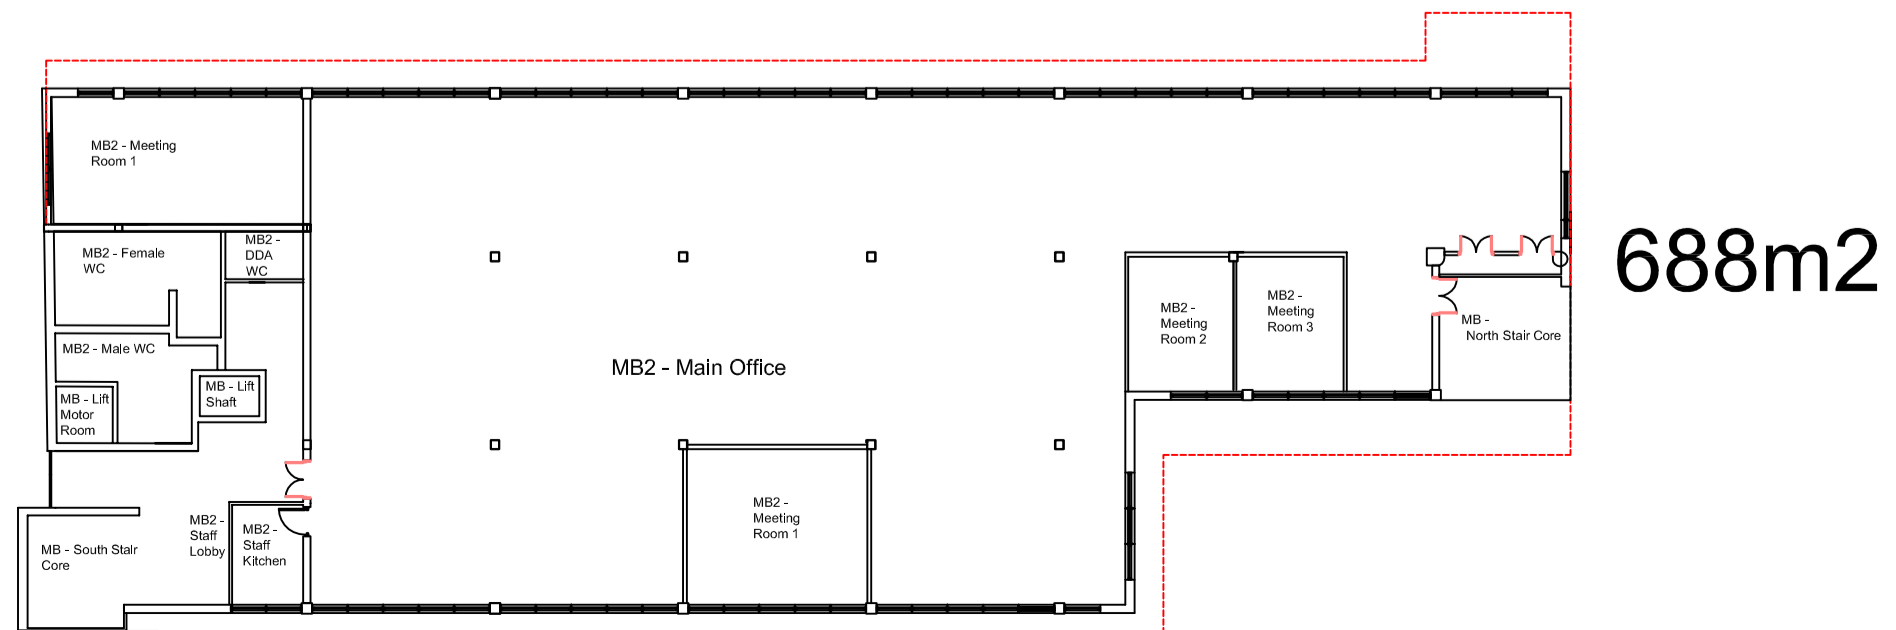 MB2 - Meeting
Room 1
MB2 - Female
WC
MB2 -
DDA
WC
688m2
MB2 -
Meeting
Room 2
MB2 -
Meeting
Room 3
MB -
North Stair Core
MB2 - Male WC
MB2 - Main Office
MB - Lift
Shaft
MB - Lift
Motor
Room
MB2 -
Meeting
Room 1
MB2 -
Staff
Lobby
MB2 -
Staff
Kitchen
MB - South Stair
Core